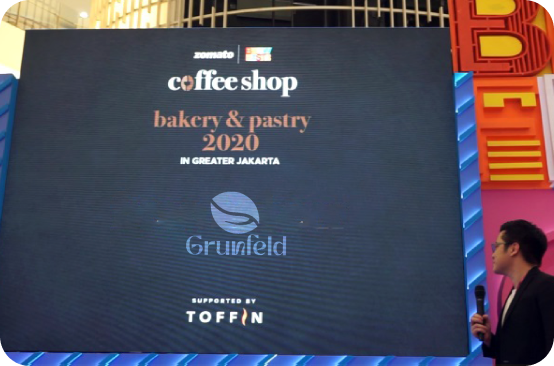 zomato
coffee shop
bakery & pastry
2020
IN GREATER JAKARTA
Grunfeld
SUPPORTED BY
TOFFIN
B